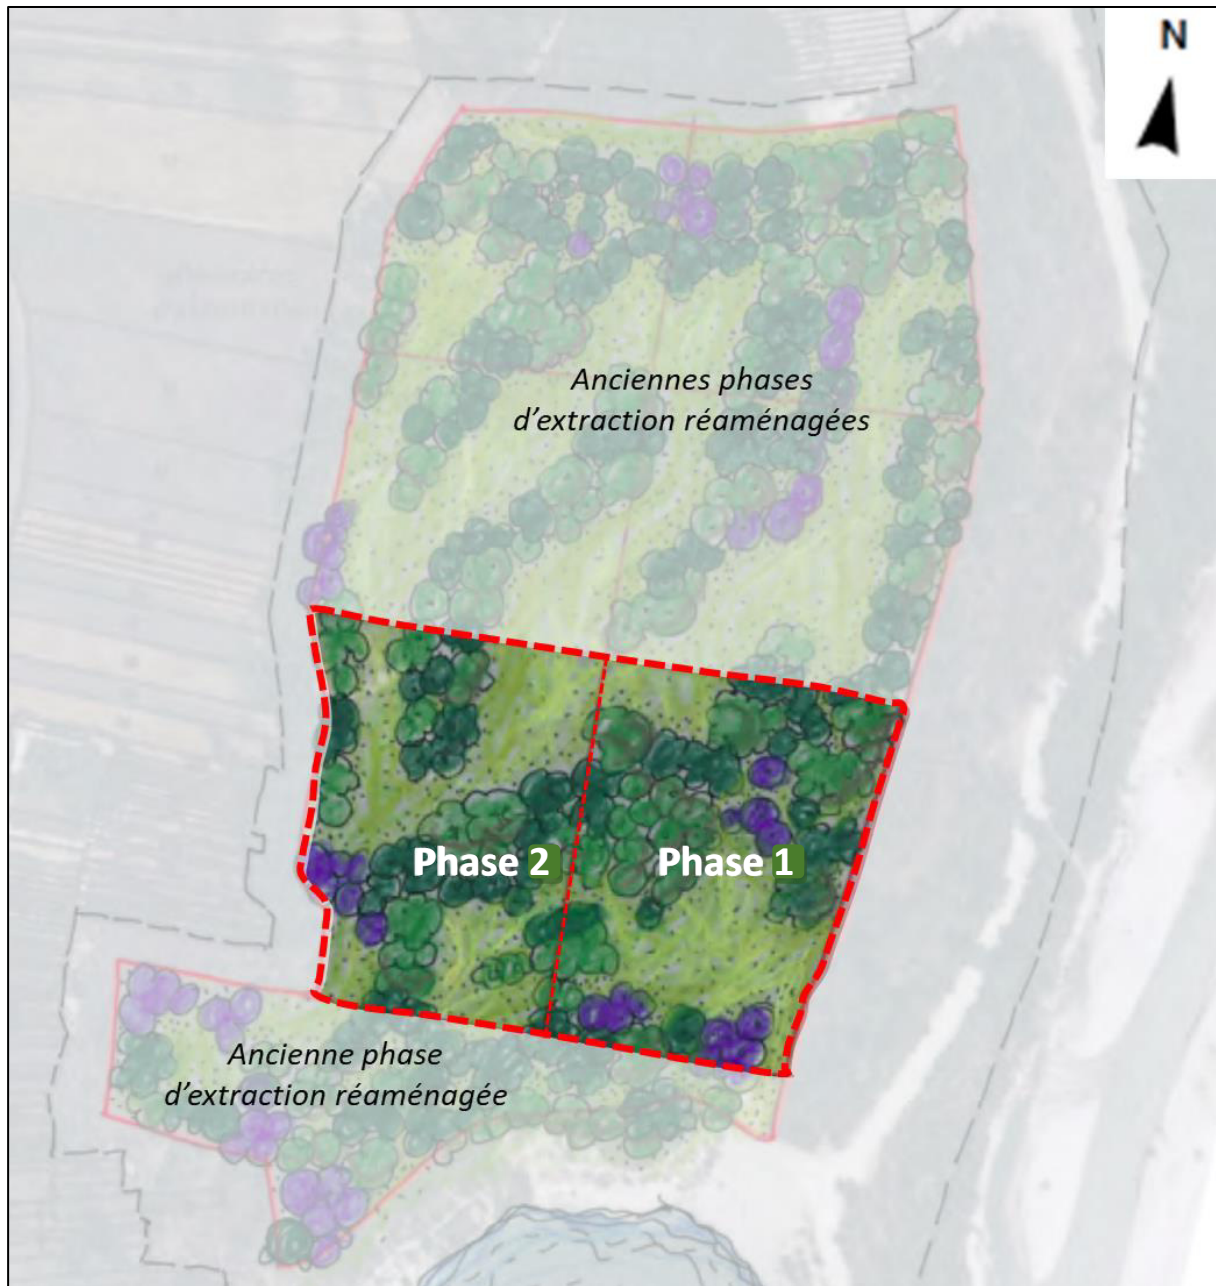 N
Anciennes phases
d'extraction réaménagées
Phase 2
Phase 1
Ancienne phase
d'extraction réaménagée